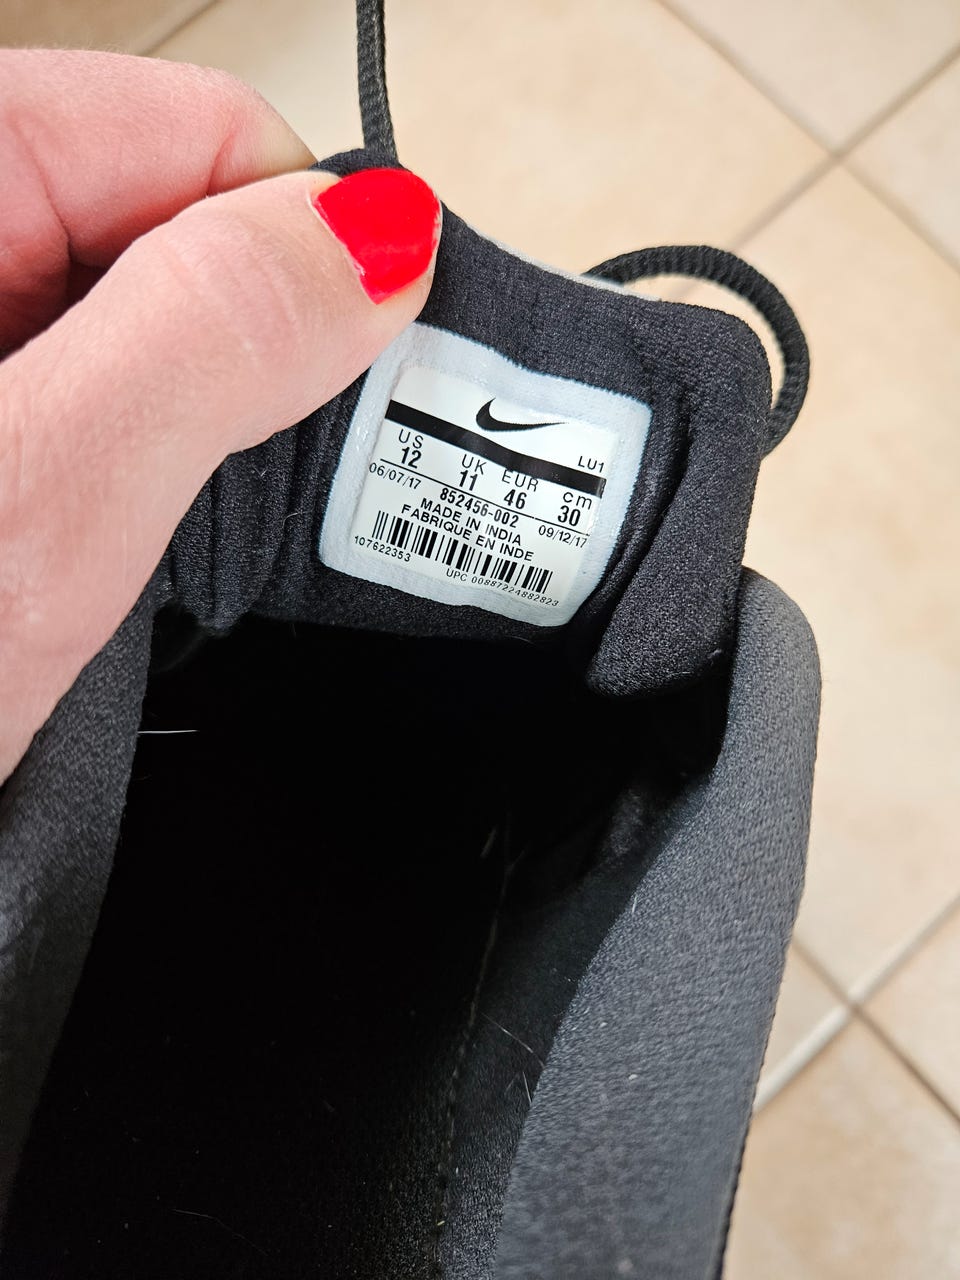 LU1
US UK EUR cm
12 11 46 30
06/07/17 852456-002 09/12/17
MADE IN INDIA
FABRIQUE EN INDE
107622353 UPC 00887224882823